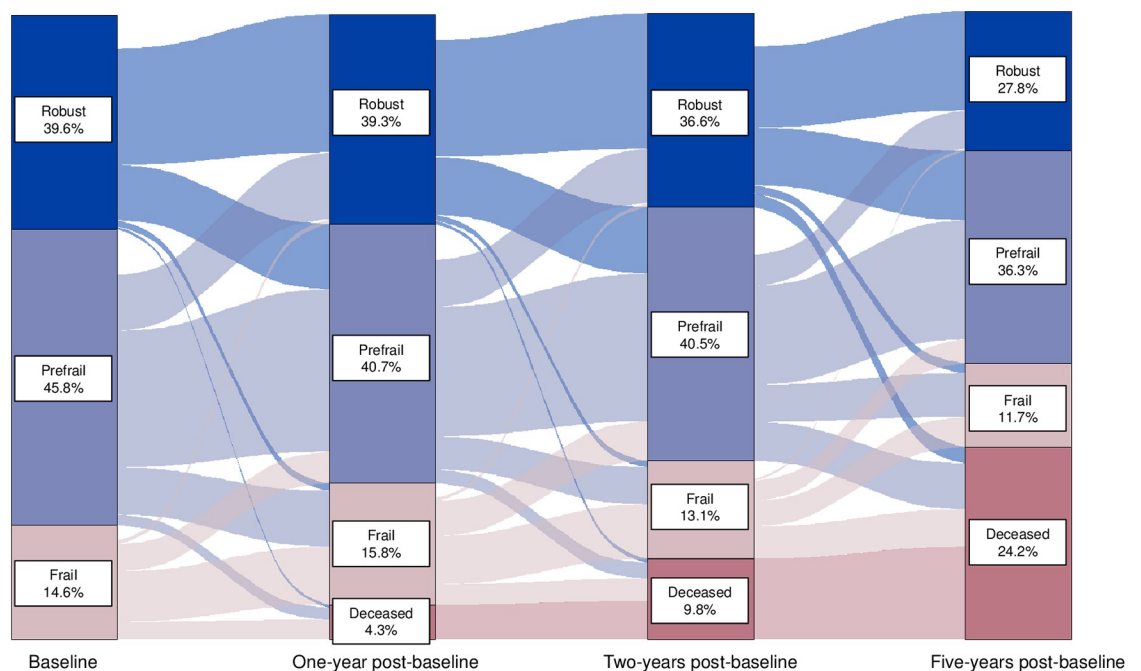 Robust
39.6%
Prefrail
45.8%
Frail
14.6%
Robust
39.3%
Prefrail
40.7%
Frail
15.8%
Deceased
4.3%
Robust
36.6%
Prefrail
40.5%
Frail
13.1%
Deceased
9.8%
Robust
27.8%
Prefrail
36.3%
Frail
11.7%
Deceased
24.2%
Baseline
One-year post-baseline
Two-years post-baseline
Five-years post-baseline